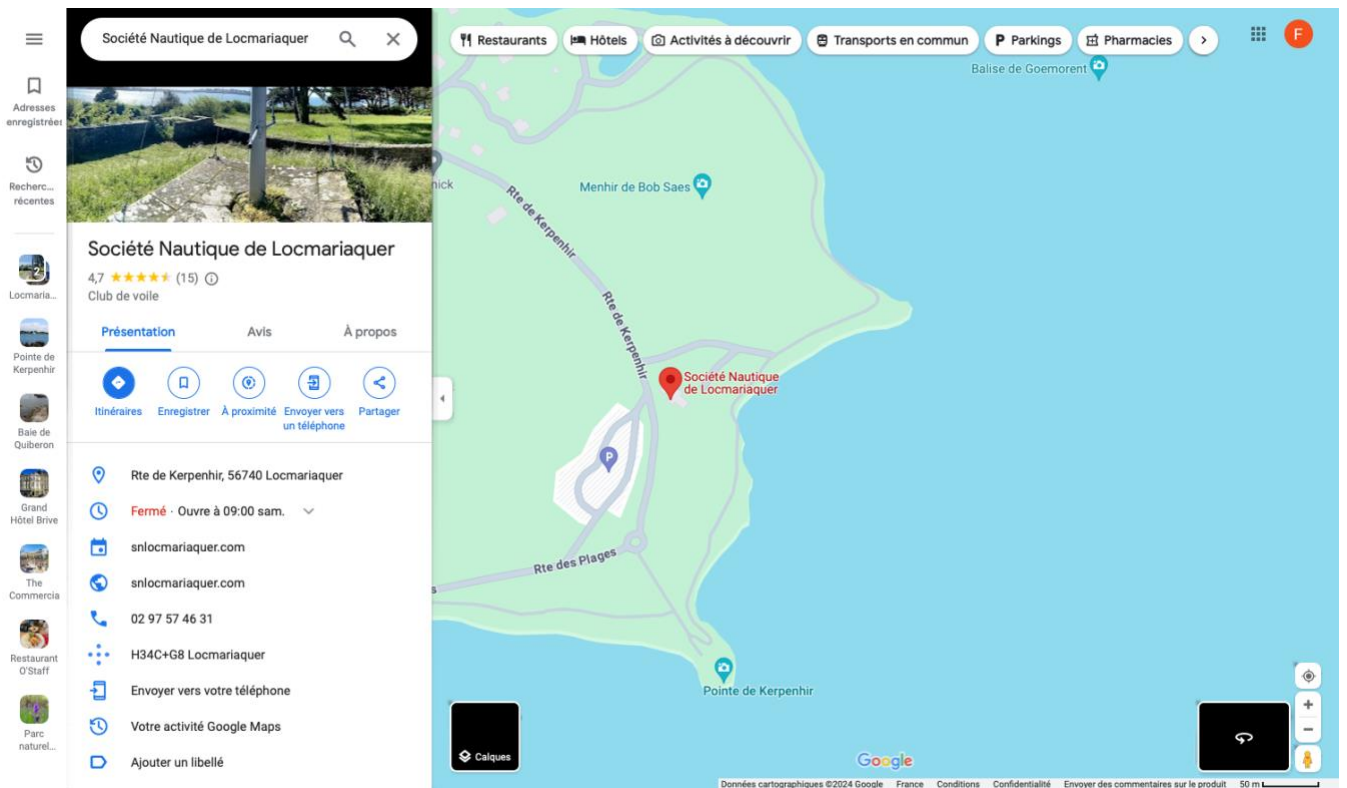 Société Nautique de Locmariaquer
Restaurants
Hôtels
Activités à découvrir
Transports en commun
P Parkings
Pharmacies
F
Adresses
enregistrées
Recherc...
récentes
2
Locmaria...
Pointe de
Kerpenhir
Baie de
Quiberon
Grand
Hôtel Brive
The
Commercia
Restaurant
O'Staff
Parc
naturel...
Société Nautique de Locmariaquer
4,7 ★★★★★ (15)
Club de voile
Présentation
Avis
À propos
Itinéraires
Enregistrer
À proximité
Envoyer vers
un téléphone
Partager
Rte de Kerpenhir, 56740 Locmariaquer
Fermé · Ouvre à 09:00 sam.
snlocmariaquer.com
snlocmariaquer.com
02 97 57 46 31
H34C+G8 Locmariaquer
Envoyer vers votre téléphone
Votre activité Google Maps
Ajouter un libellé
Balise de Goemorent
nick
Menhir de Bob Saes
Rte de Kerpenhir
Rte de Kerpenhir
Société Nautique
de Locmariaquer
P
Rte des Plages
s
Pointe de Kerpenhir
Calques
Google
Données cartographiques ©2024 Google France Conditions Confidentialité Envoyer des commentaires sur le produit 50 m